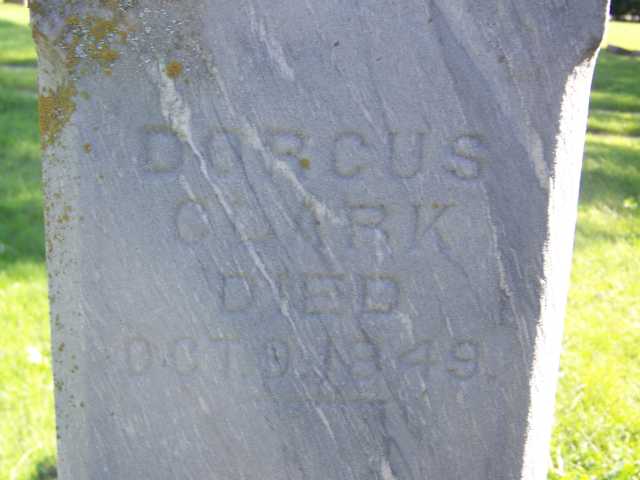 DORCUS
CLARK
DIED
OCT. 9, 1849.